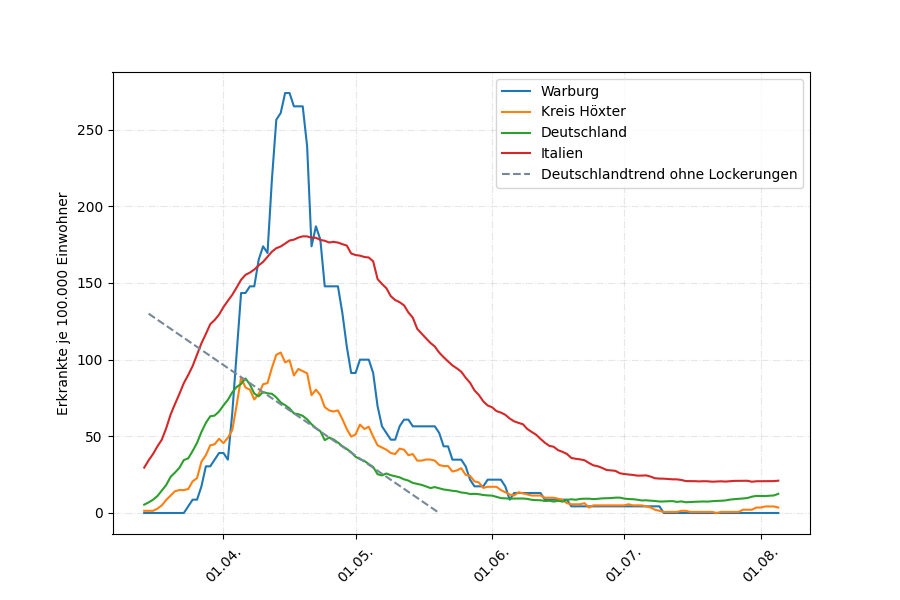 Warburg
Kreis Höxter
Deutschland
Italien
Deutschlandtrend ohne Lockerungen
Erkrankte je 100.000 Einwohner
250
200
150
100
50
0
01.04.
01.05.
01.06.
01.07.
01.08.